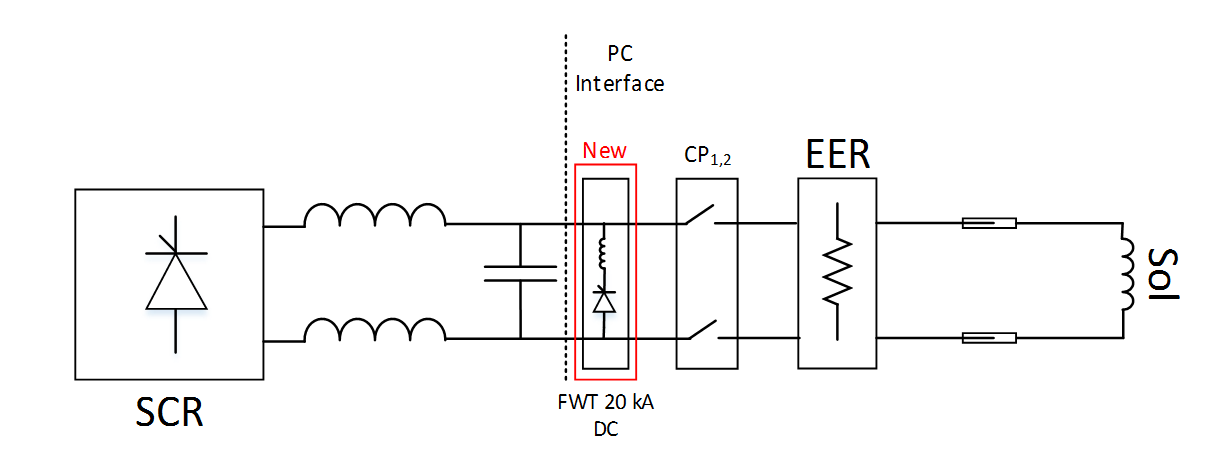 PC
Interface
New
CP1,2
EER
SCR
FWT 20 kA
DC
Sol